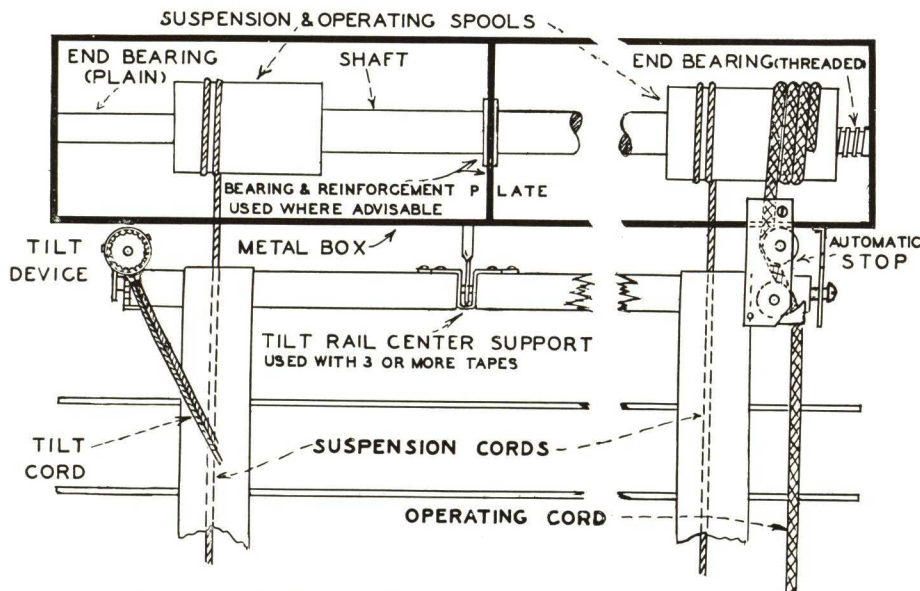 SUSPENSION & OPERATING SPOOLS
END BEARING
(PLAIN)
SHAFT
END BEARING (THREADED)
BEARING & REINFORGEMENT PLATE
USED WHERE ADVISABLE
METAL BOX
TILT
DEVICE
AUTOMATIC
STOP
TILT RAIL CENTER SUPPORT
USED WITH 3 OR MORE TAPES
TILT
CORD
SUSPENSION CORDS
OPERATING CORD